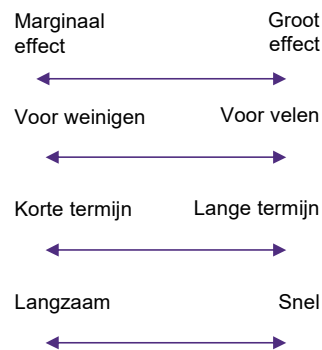 Marginaal effect
Groot effect
Voor weinigen
Voor velen
Korte termijn
Lange termijn
Langzaam
Snel